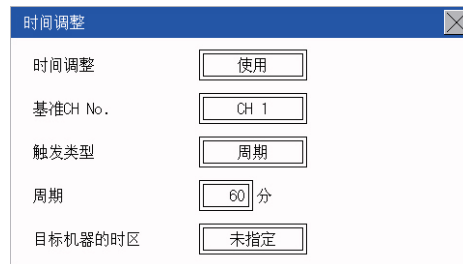 时间调整
时间调整 使用
基准CH No. CH 1
触发类型 周期
周期 60 分
目标机器的时区 未指定